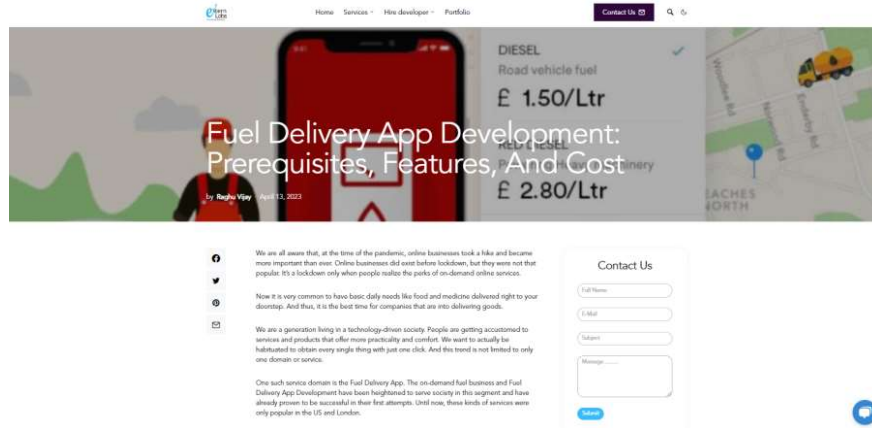 Home Services Hire developer Portfolio
Contact Us
DIESEL
Road vehicle fuel
£ 1.50/Ltr
RED DIESEL
£ 2.80/Ltr
Woodlee Rd
Norwood Rd
Enderby Rd
EACHES
NORTH
Fuel Delivery App Development:
Prerequisites, Features, And Cost
by Raghu Vijay April 13, 2023
We are all aware that, at the time of the pandemic, online businesses took a hike and became
more important than ever. Online businesses did exist before lockdown, but they were not that
popular. It's a lockdown only when people realize the perks of on-demand online services.
Now it is very common to have basic daily needs like food and medicine delivered right to your
doorstep. And thus, it is the best time for companies that are into delivering goods.
We are a generation living in a technology-driven society. People are getting accustomed to
services and products that offer more practicality and comfort. We want to actually be
habituated to obtain every single thing with just one click. And this trend is not limited to only
one domain or service.
One such service domain is the Fuel Delivery App. The on-demand fuel business and Fuel
Delivery App Development have been heightened to serve society in this segment and have
already proven to be successful in their first attempts. Until now, these kinds of services were
only popular in the US and London.
Contact Us
Full Name
E-Mail
Subject
Message.........
Submit